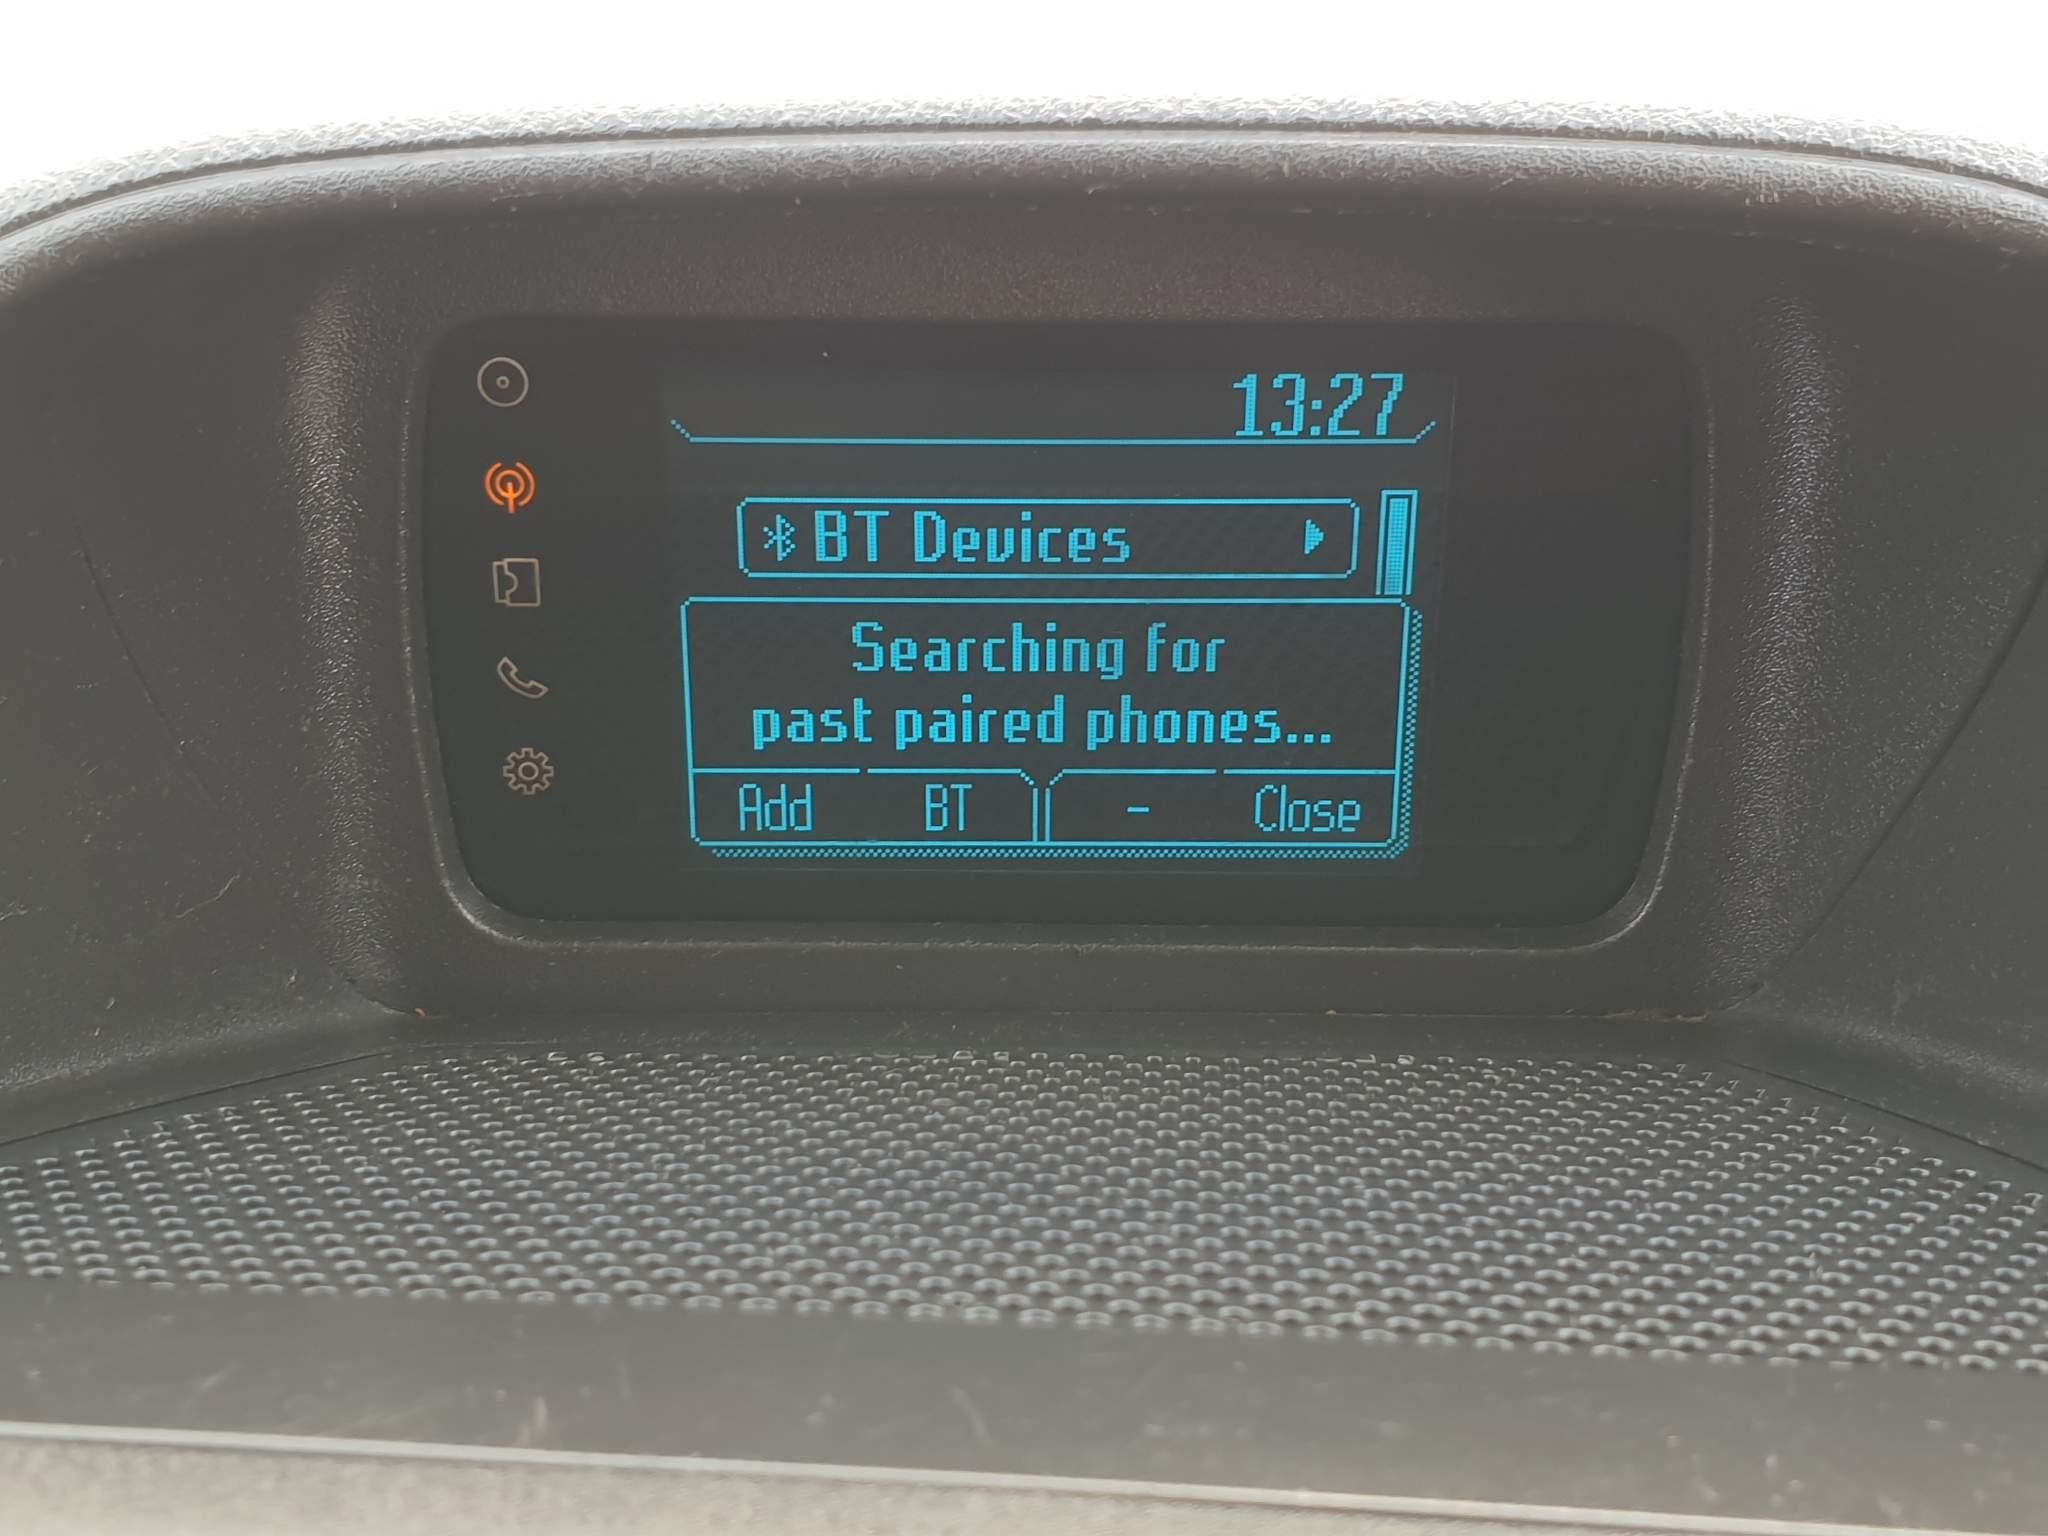 13:27
BT Devices
Searching for
past paired phones...
Add BT - Close